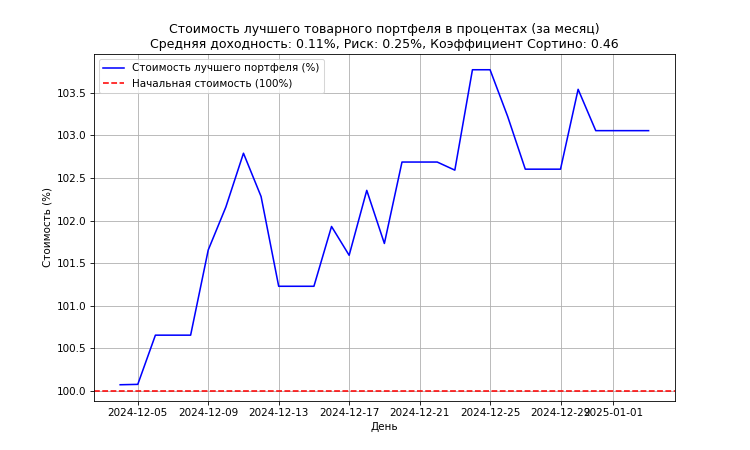 Стоимость лучшего товарного портфеля в процентах (за месяц)
Средняя доходность: 0.11%, Риск: 0.25%, Коэффициент Сортино: 0.46
Стоимость лучшего портфеля (%)
Начальная стоимость (100%)
Стоимость (%)
103.5
103.0
102.5
102.0
101.5
101.0
100.5
100.0
2024-12-05 2024-12-09 2024-12-13 2024-12-17 2024-12-21 2024-12-25 2024-12-29 2025-01-01
День